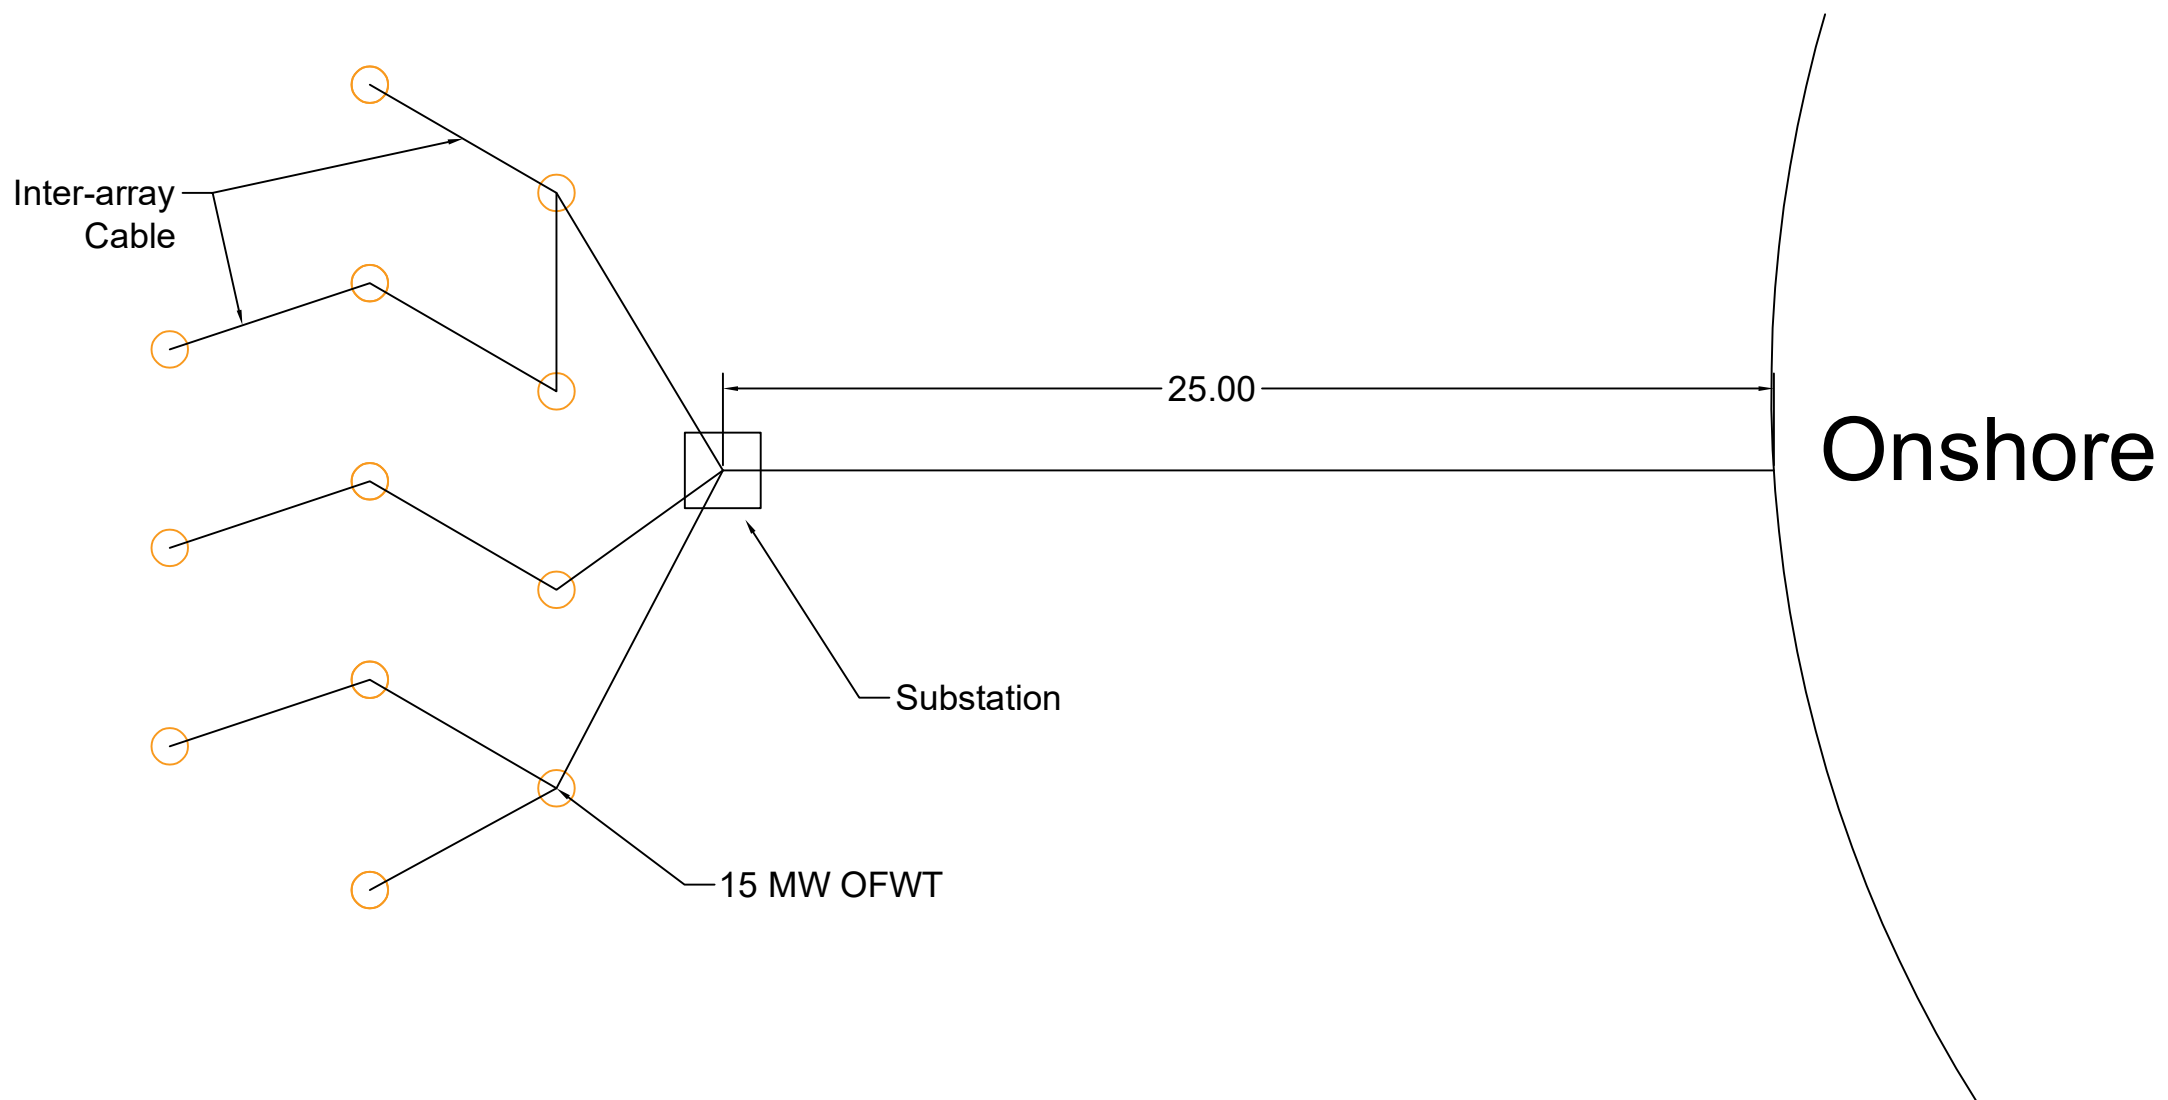 Inter-array
Cable
25.00
Onshore
Substation
15 MW OFWT